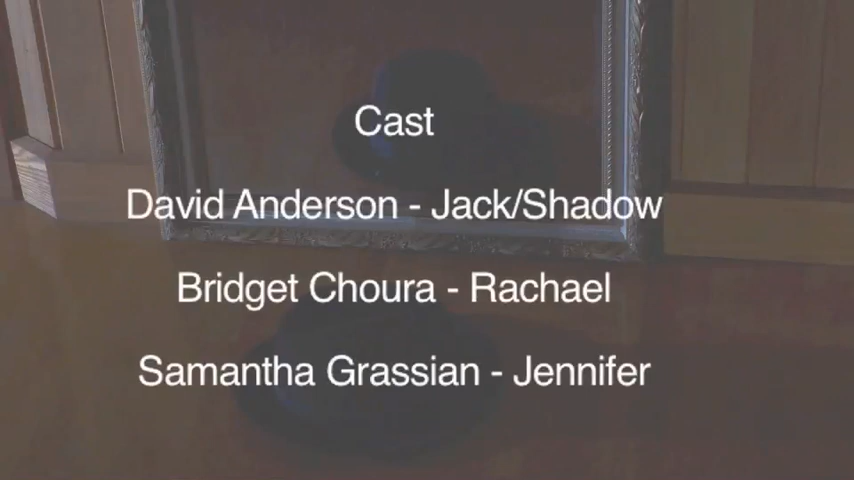 Cast
David Anderson - Jack/Shadow
Bridget Choura - Rachael
Samantha Grassian - Jennifer